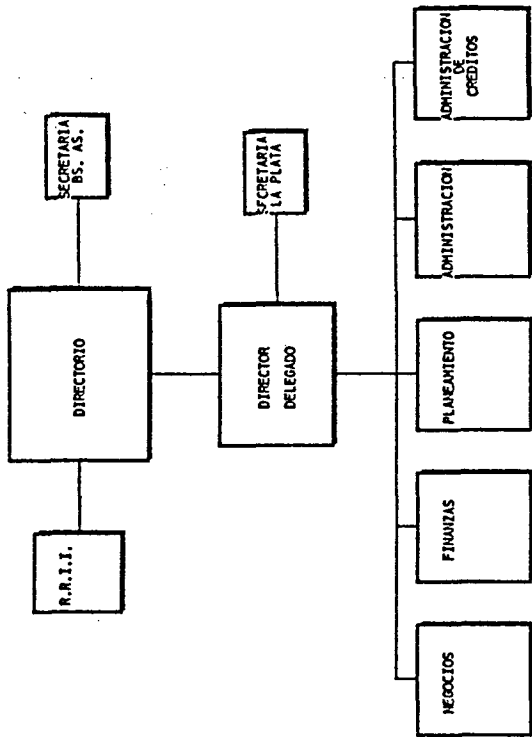 R.R.I.I.
DIRECTORIO
SECRETARIA
BS. AS.
DIRECTOR
DELEGADO
SECRETARIA
LA PLATA
NEGOCIOS
FINANZAS
PLANEAMIENTO
ADMINISTRACION
ADMINISTRACION
DE
CREDITOS